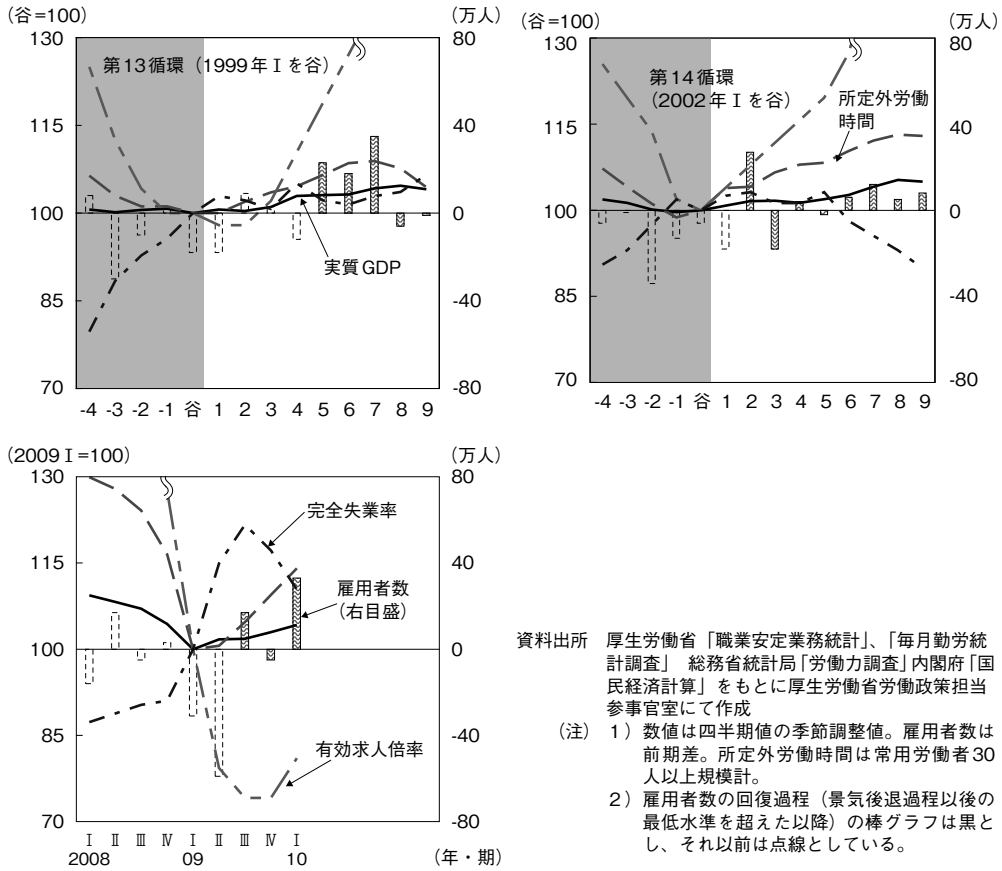 (谷=100)
(万人)
130
115
100
85
70
80
40
0
-40
-80
第13循環(1999年Ⅰを谷)
実質GDP
-4 -3 -2 -1 谷 1 2 3 4 5 6 7 8 9
(谷=100)
(万人)
130
115
100
85
70
80
40
0
-40
-80
第14循環
(2002年Ⅰを谷)
所定外労働
時間
-4 -3 -2 -1 谷 1 2 3 4 5 6 7 8 9
(2009Ⅰ=100)
(万人)
130
115
100
85
70
80
40
0
-40
-80
完全失業率
雇用者数
(右目盛)
有効求人倍率
Ⅰ Ⅱ Ⅲ Ⅳ Ⅰ Ⅱ Ⅲ Ⅳ Ⅰ
2008 09 10 (年・期)
資料出所 厚生労働省「職業安定業務統計」、「毎月勤労統
計調査」 総務省統計局「労働力調査」内閣府「国
民経済計算」をもとに厚生労働省労働政策担当
参事官室にて作成
(注) 1)数値は四半期値の季節調整値。雇用者数は
前期差。所定外労働時間は常用労働者30
人以上規模計。
2)雇用者数の回復過程(景気後退過程以後の
最低水準を超えた以降)の棒グラフは黒と
し、それ以前は点線としている。